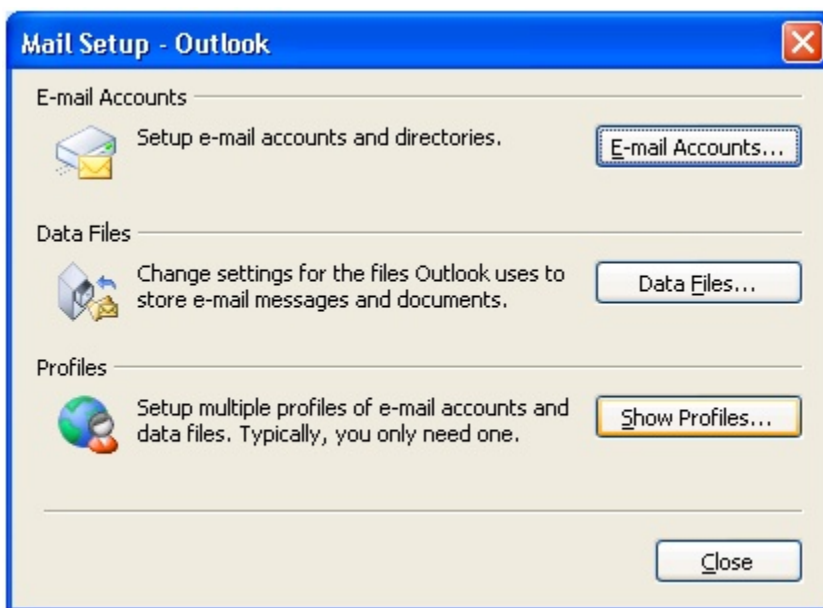 Mail Setup - Outlook
E-mail Accounts
Setup e-mail accounts and directories.
E-mail Accounts...
Data Files
Change settings for the files Outlook uses to
store e-mail messages and documents.
Data Files...
Profiles
Setup multiple profiles of e-mail accounts and
data files. Typically, you only need one.
Show Profiles...
Close